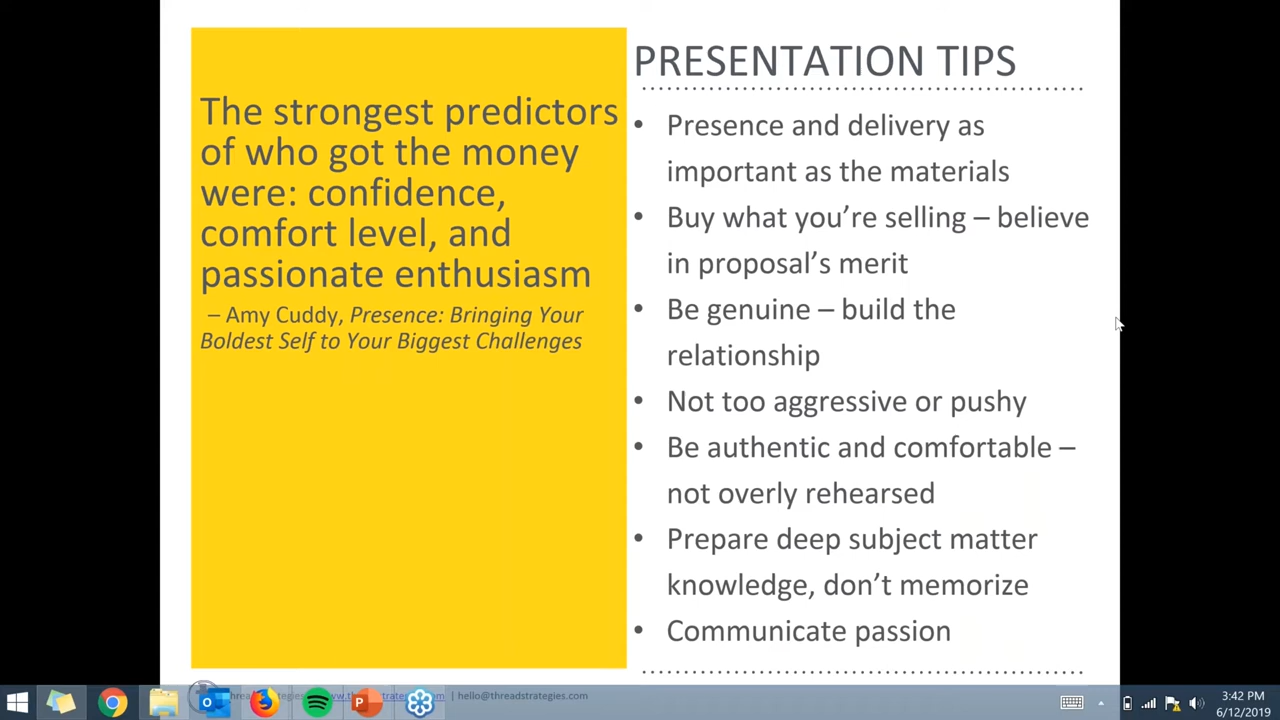 The strongest predictors
of who got the money
were: confidence,
comfort level, and
passionate enthusiasm
– Amy Cuddy, Presence: Bringing Your
Boldest Self to Your Biggest Challenges
PRESENTATION TIPS
• Presence and delivery as
important as the materials
• Buy what you’re selling – believe
in proposal’s merit
• Be genuine – build the
relationship
• Not too aggressive or pushy
• Be authentic and comfortable –
not overly rehearsed
• Prepare deep subject matter
knowledge, don’t memorize
• Communicate passion
| hello@threadstrategies.com
3:42 PM
6/12/2019